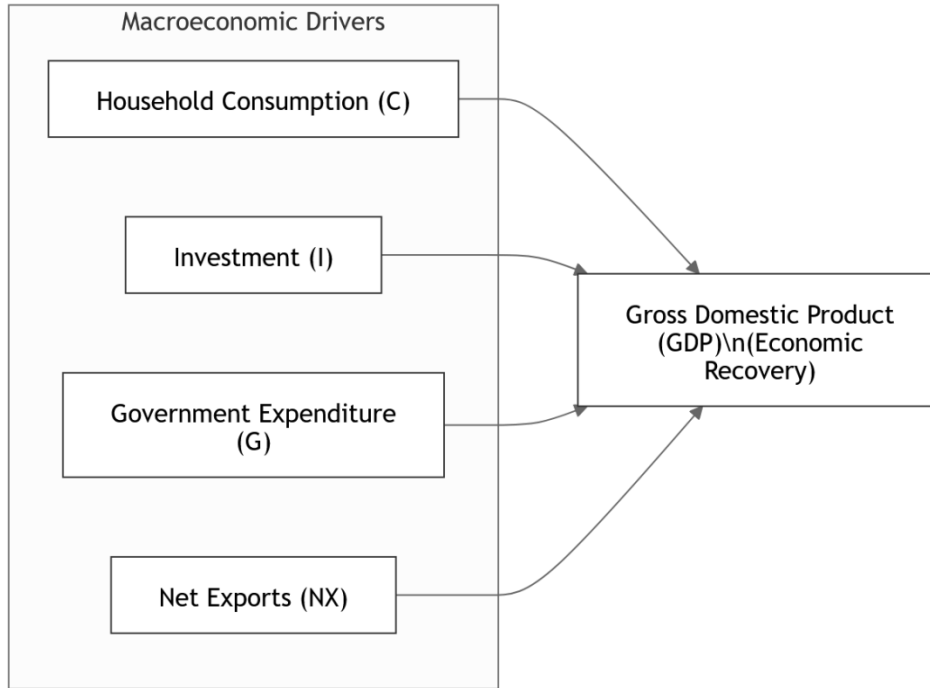 Macroeconomic Drivers
Household Consumption (C)
Investment (I)
Government Expenditure
(G)
Net Exports (NX)
Gross Domestic Product
(GDP)\n(Economic
Recovery)